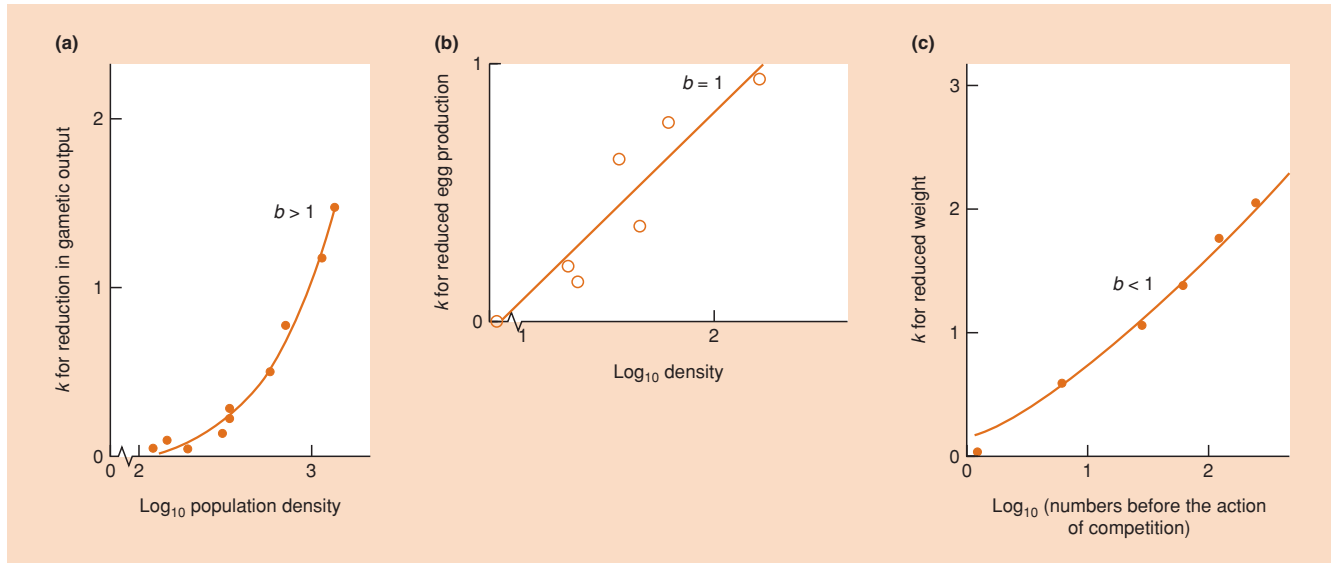 (a)
k for reduction in gametic output
2
1
0
b > 1
0 2 3
Log10 population density
(b)
k for reduced egg production
1
0
b = 1
1 2
Log10 density
(c)
k for reduced weight
3
2
1
0
b < 1
0 1 2
Log10 (numbers before the action
of competition)